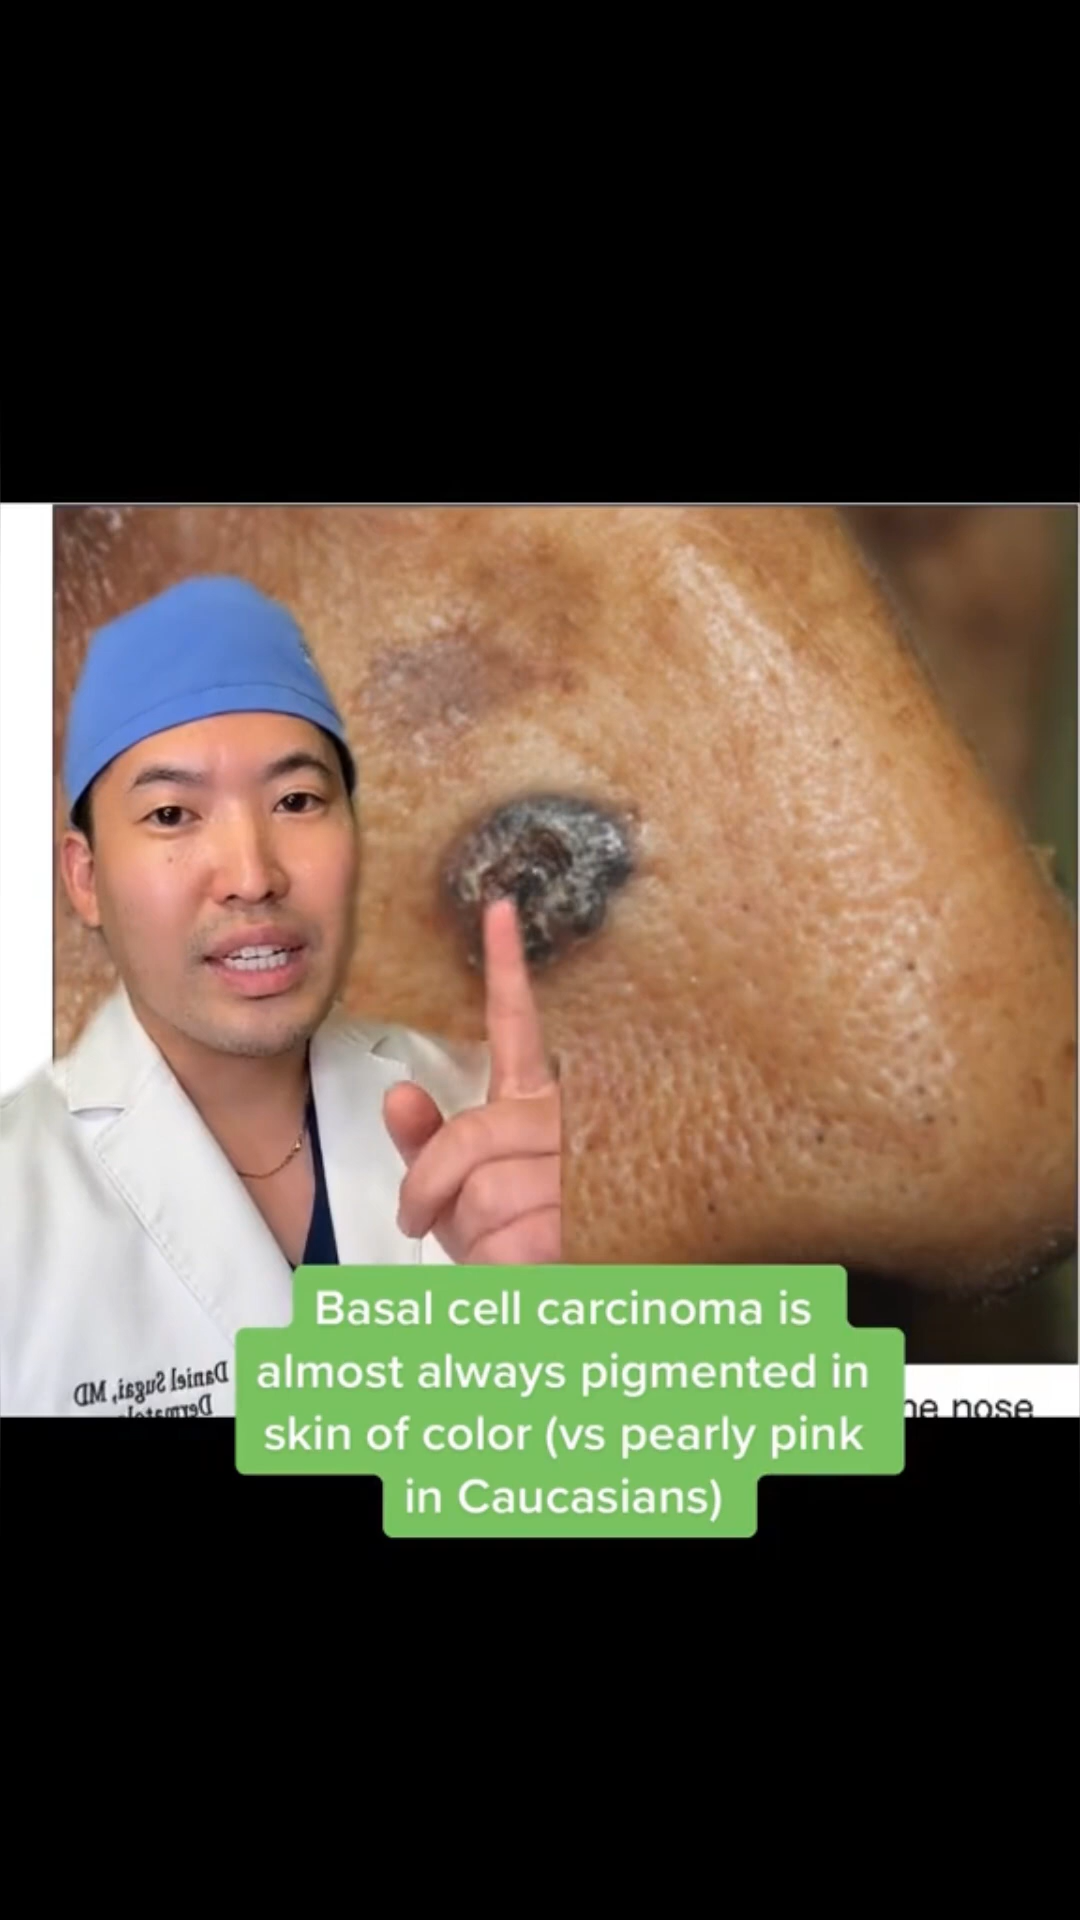 Daniel Sugai, MD
he nose
Basal cell carcinoma is
almost always pigmented in
skin of color (vs pearly pink
in Caucasians)